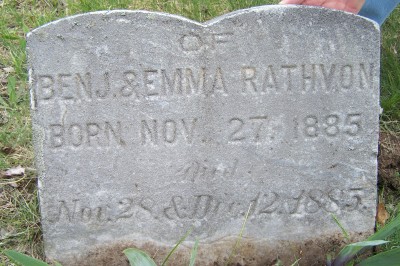 OF
BENJ. & EMMA RATHVON
BORN NOV. 27, 1885
died
Nov. 28. & Dec. 12. 1885.